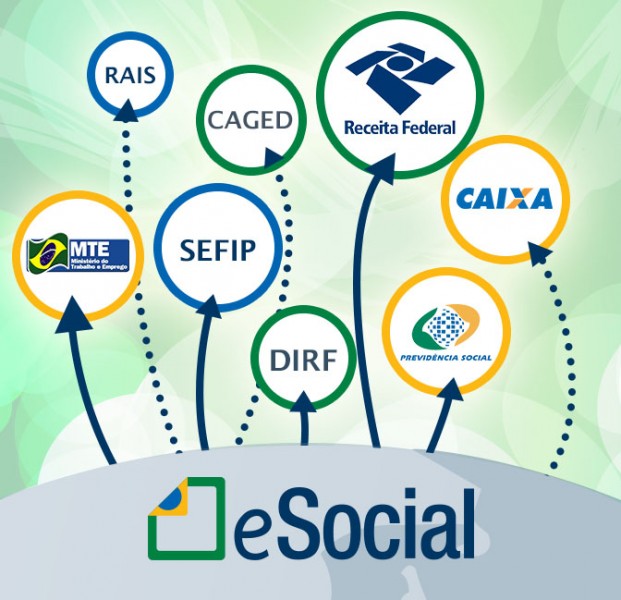 RAIS
CAGED
Receita Federal
CAIXA
MTE
Ministério do
Trabalho e Emprego
SEFIP
DIRF
PREVIDÊNCIA SOCIAL
eSocial